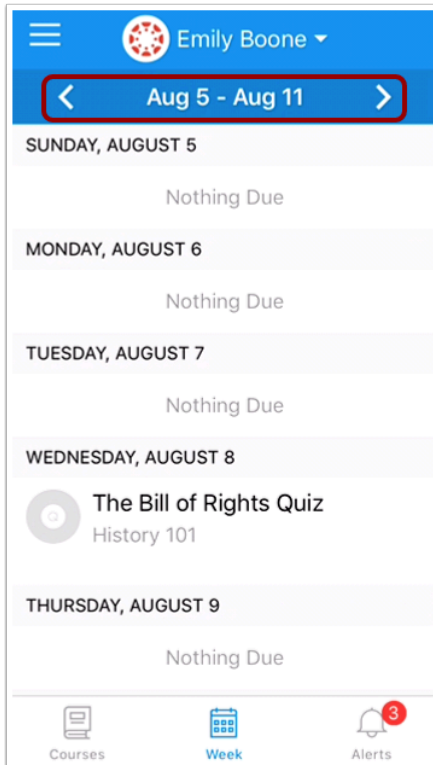 Emily Boone
Aug 5 - Aug 11
SUNDAY, AUGUST 5
Nothing Due
MONDAY, AUGUST 6
Nothing Due
TUESDAY, AUGUST 7
Nothing Due
WEDNESDAY, AUGUST 8
Q
The Bill of Rights Quiz
History 101
THURSDAY, AUGUST 9
Nothing Due
3
Courses Week Alerts